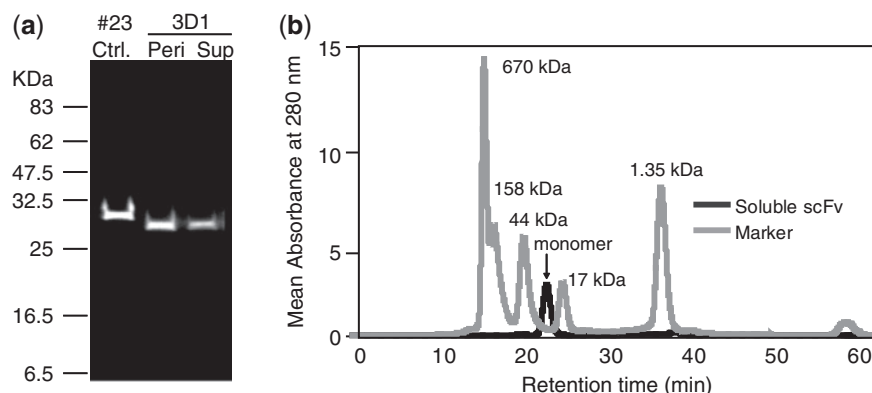 (a)
#23 3D1
Ctrl. Peri Sup
KDa
83
62
47.5
32.5
25
16.5
6.5
(b)
Mean Absorbance at 280 nm
15
10
5
0
670 kDa
158 kDa
44 kDa
monomer
17 kDa
1.35 kDa
Soluble scFv
Marker
0 10 20 30 40 50 60
Retention time (min)